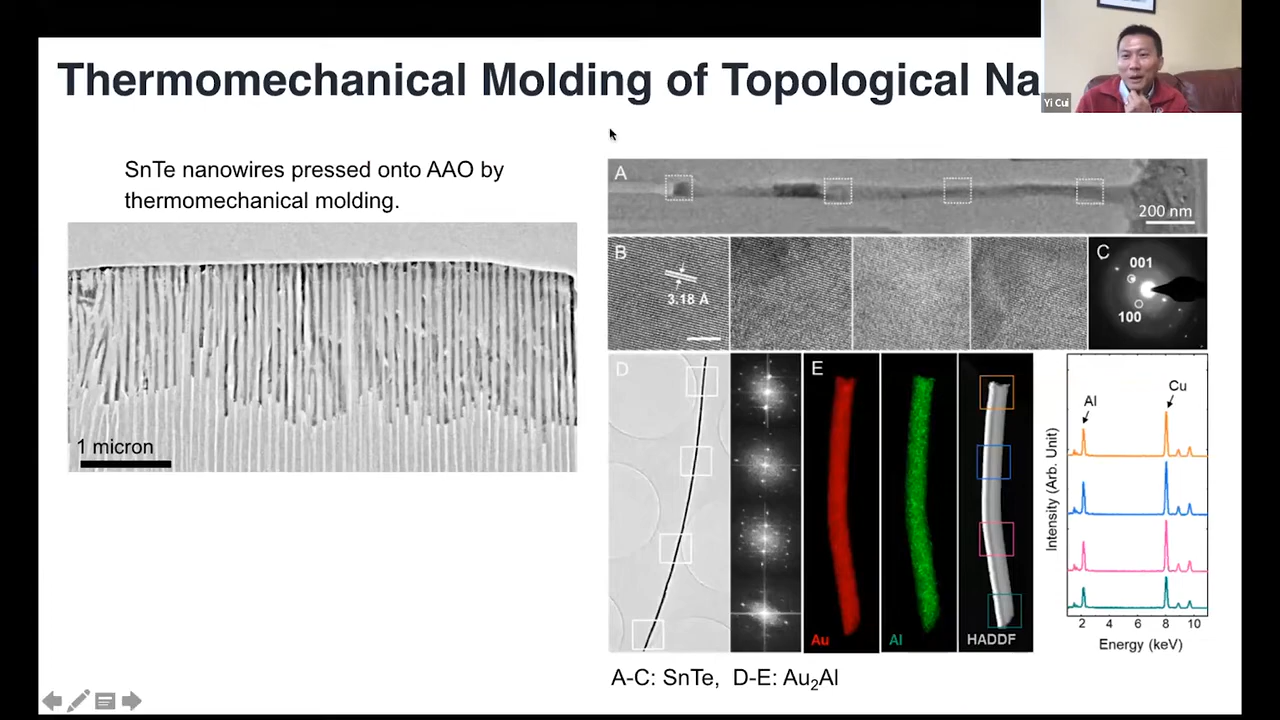 Thermomechanical Molding of Topological Na
Yi Cui
SnTe nanowires pressed onto AAO by
thermomechanical molding.
1 micron
A
200 nm
B
3.18 Å
C
001
100
D
E
Au
Al
HADDF
Al
Cu
Intensity (Arb. Unit)
2 4 6 8 10
Energy (keV)
A-C: SnTe, D-E: Au₂Al